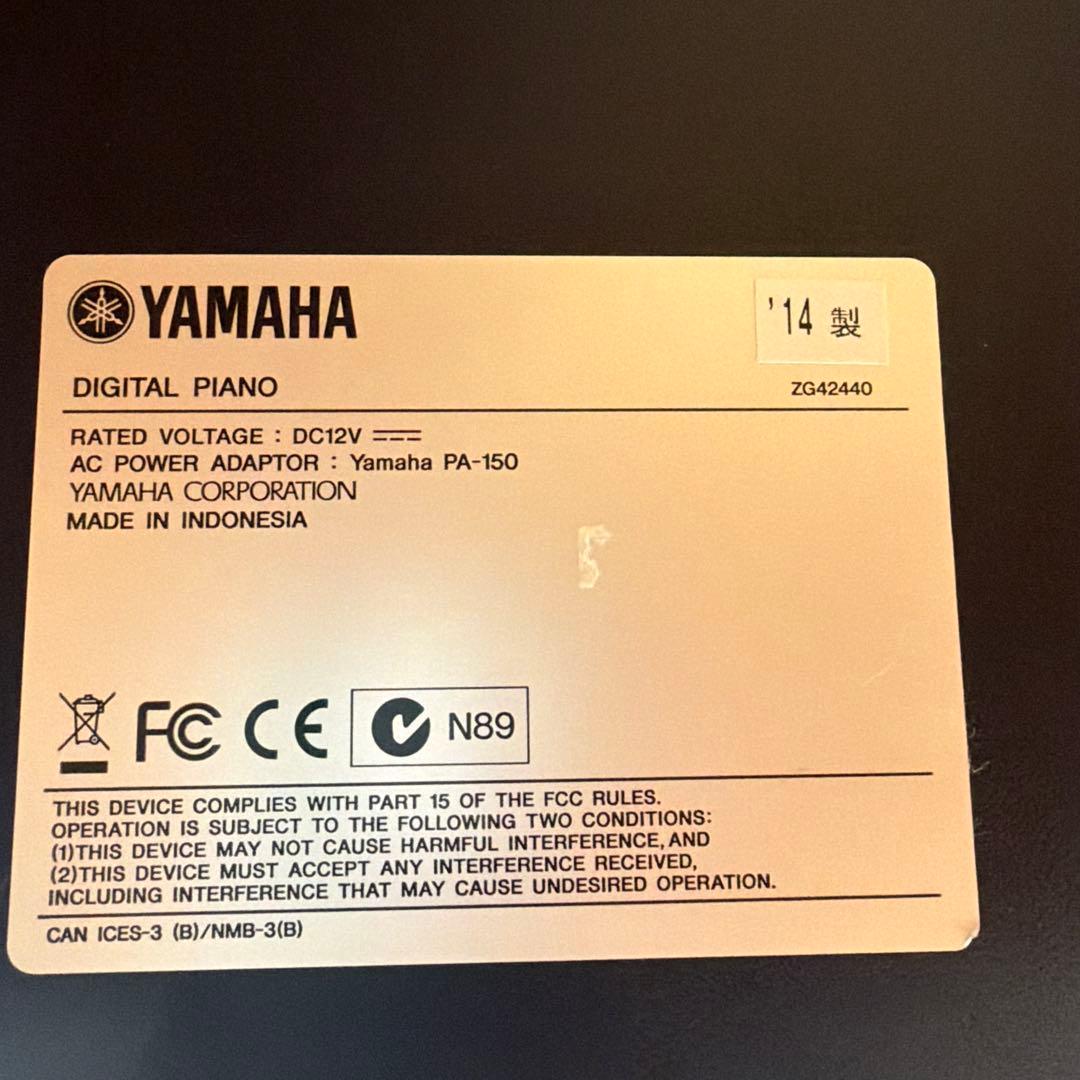 YAMAHA
'14 製
DIGITAL PIANO
ZG42440
RATED VOLTAGE : DC12V
AC POWER ADAPTOR : Yamaha PA-150
YAMAHA CORPORATION
MADE IN INDONESIA
FC CE N89
THIS DEVICE COMPLIES WITH PART 15 OF THE FCC RULES.
OPERATION IS SUBJECT TO THE FOLLOWING TWO CONDITIONS:
(1)THIS DEVICE MAY NOT CAUSE HARMFUL INTERFERENCE,AND
(2)THIS DEVICE MUST ACCEPT ANY INTERFERENCE RECEIVED,
INCLUDING INTERFERENCE THAT MAY CAUSE UNDESIRED OPERATION.
CAN ICES-3 (B)/NMB-3(B)